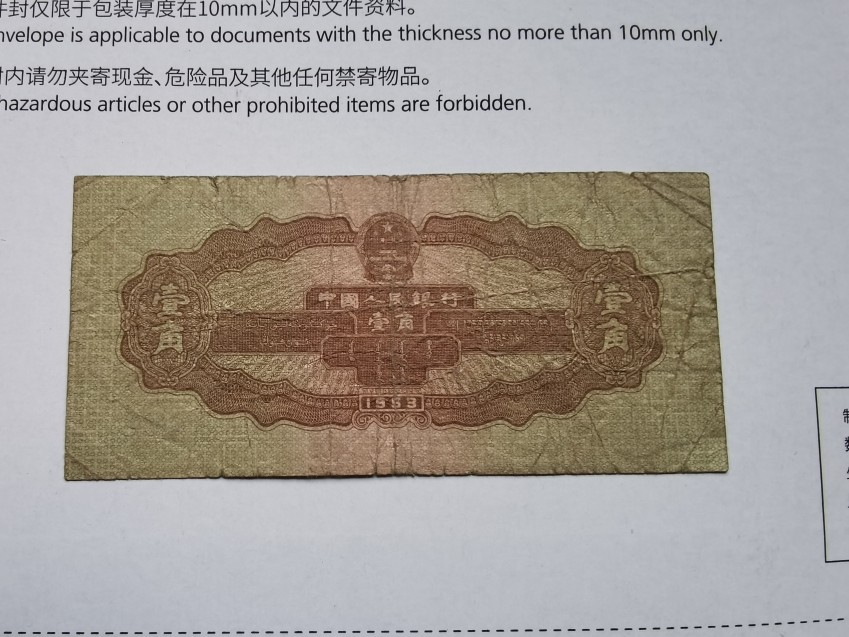 封仅限于包装厚度在10mm以内的文件资料。
nvelope is applicable to documents with the thickness no more than 10mm only.
内请勿夹寄现金、危险品及其他任何禁寄物品。
hazardous articles or other prohibited items are forbidden.
中國人民銀行
壹角
壹角
壹角
1953